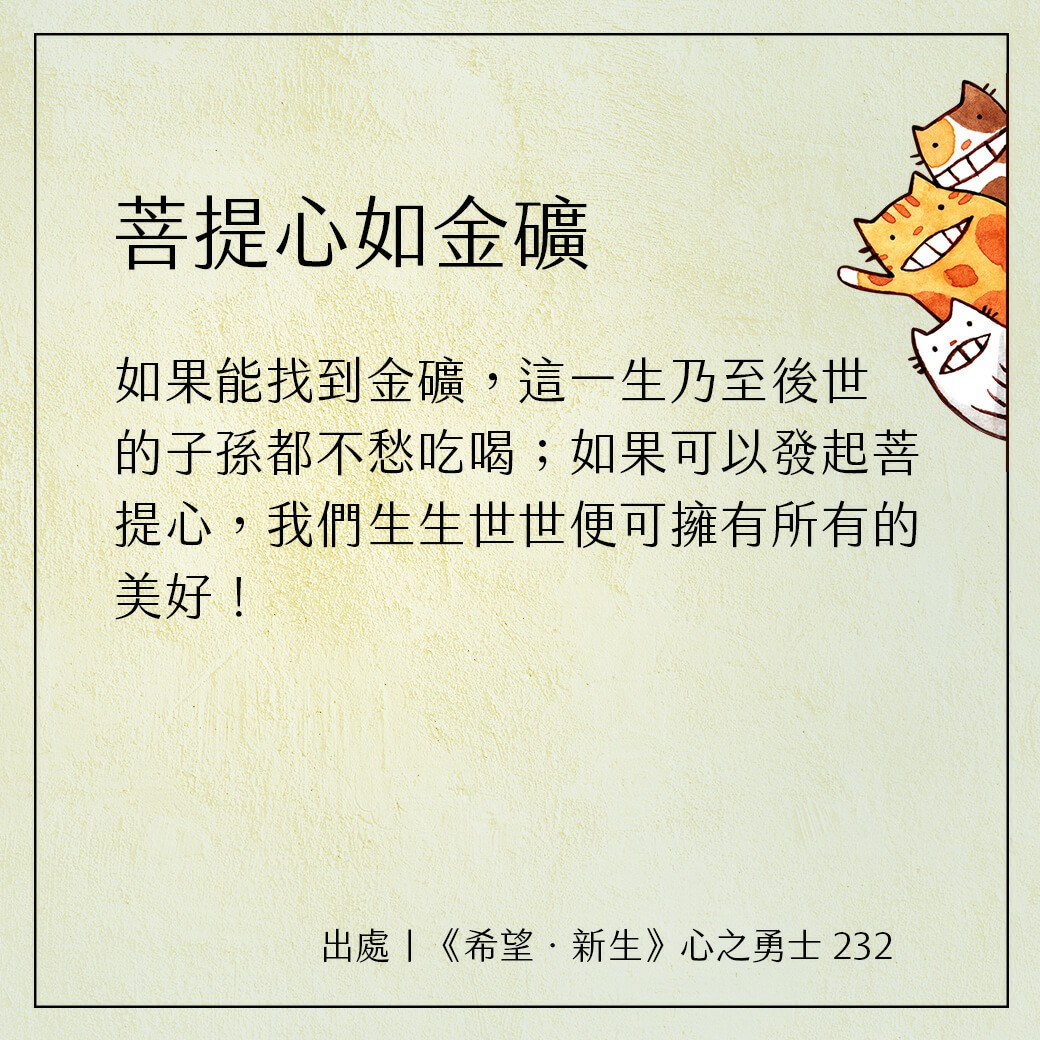 菩提心如金礦
如果能找到金礦，這一生乃至後世
的子孫都不愁吃喝；如果可以發起菩
提心，我們生生世世便可擁有所有的
美好！
出處｜《希望．新生》心之勇士 232